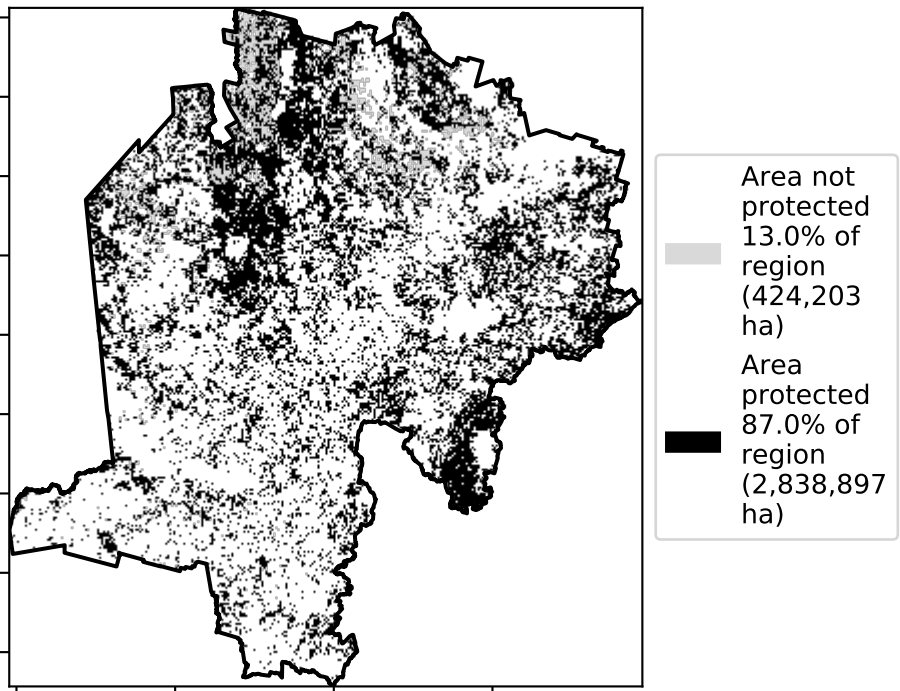 Area not
protected
13.0% of
region
(424,203
ha)
Area
protected
87.0% of
region
(2,838,897
ha)